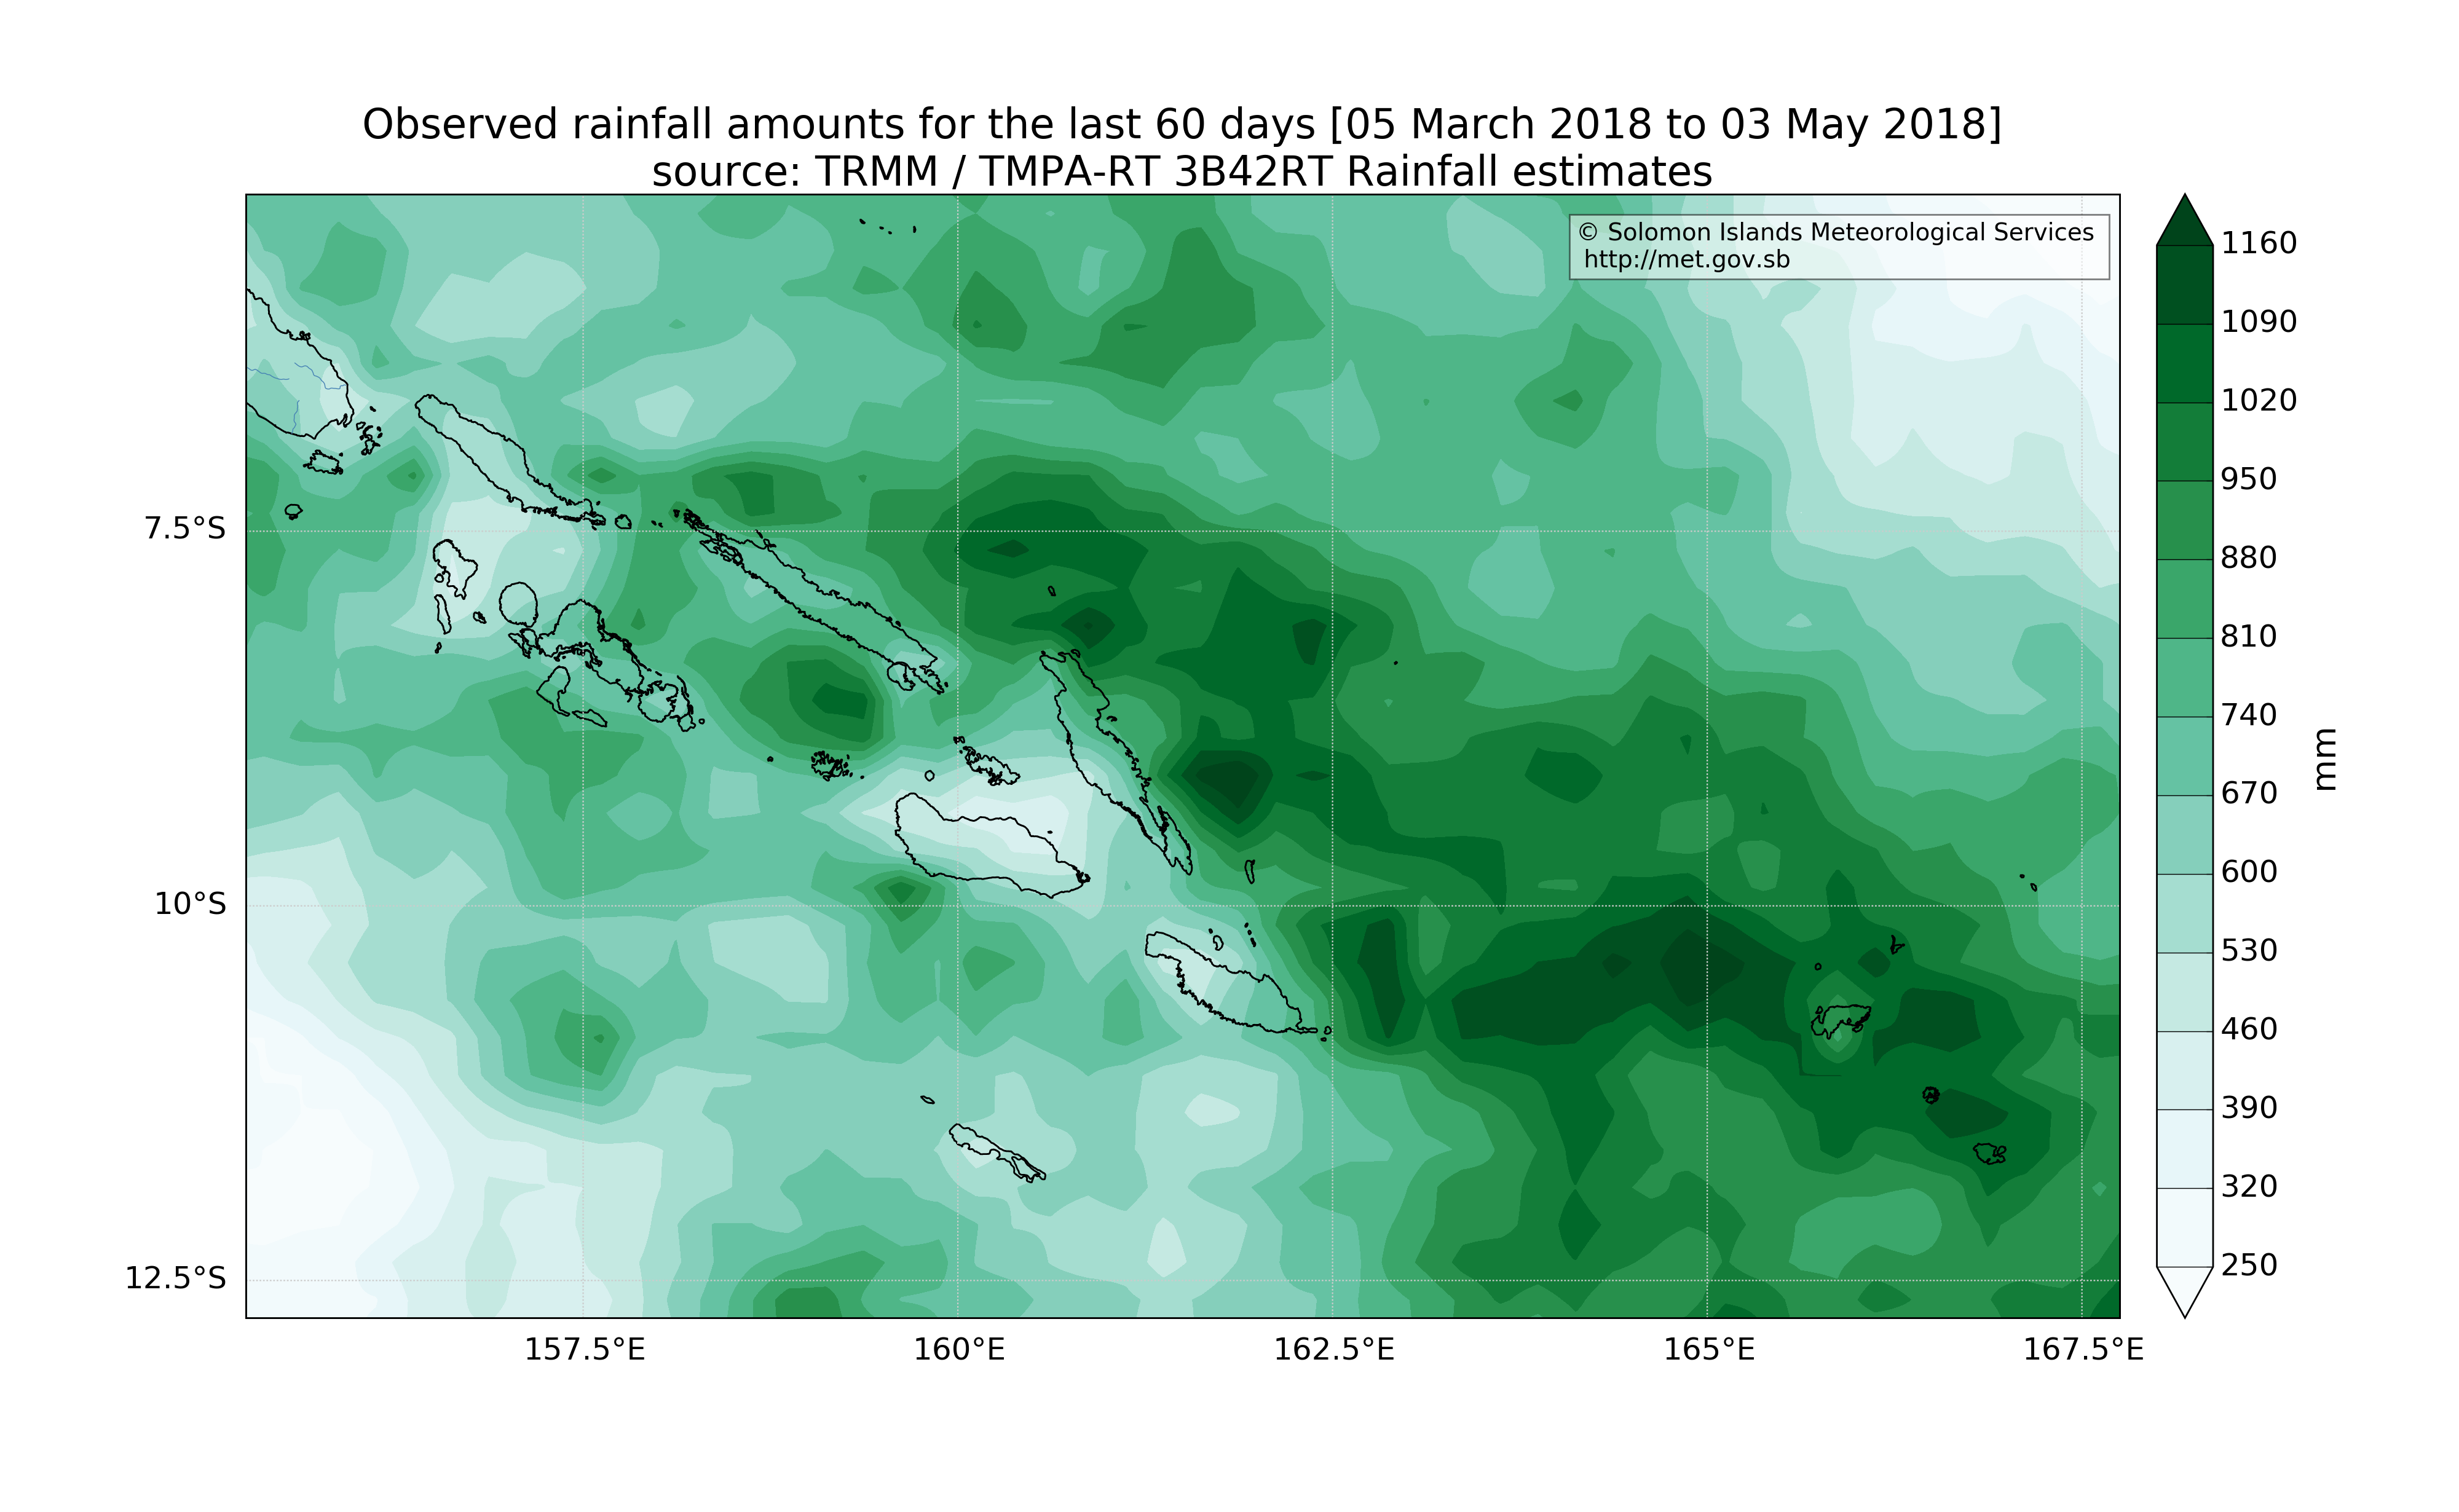 Observed rainfall amounts for the last 60 days [05 March 2018 to 03 May 2018]
source: TRMM / TMPA-RT 3B42RT Rainfall estimates
© Solomon Islands Meteorological Services
http://met.gov.sb
7.5°S
10°S
12.5°S
157.5°E
160°E
162.5°E
165°E
167.5°E
1160
1090
1020
950
880
810
740
670
600
530
460
390
320
250
mm